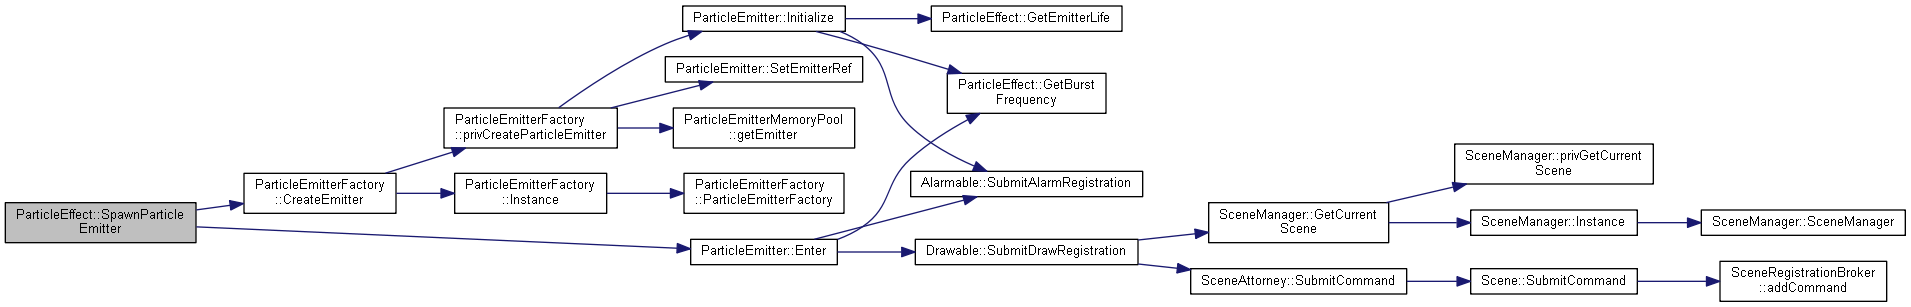 ParticleEffect::SpawnParticle
Emitter
ParticleEmitterFactory
::CreateEmitter
ParticleEmitterFactory
::privCreateParticleEmitter
ParticleEmitter::Initialize
ParticleEffect::GetEmitterLife
ParticleEffect::GetBurst
Frequency
Alarmable::SubmitAlarmRegistration
ParticleEmitter::SetEmitterRef
ParticleEmitterMemoryPool
::getEmitter
ParticleEmitterFactory
::Instance
ParticleEmitterFactory
::ParticleEmitterFactory
ParticleEmitter::Enter
Drawable::SubmitDrawRegistration
SceneManager::GetCurrent
Scene
SceneManager::privGetCurrent
Scene
SceneManager::Instance
SceneManager::SceneManager
SceneAttorney::SubmitCommand
Scene::SubmitCommand
SceneRegistrationBroker
::addCommand